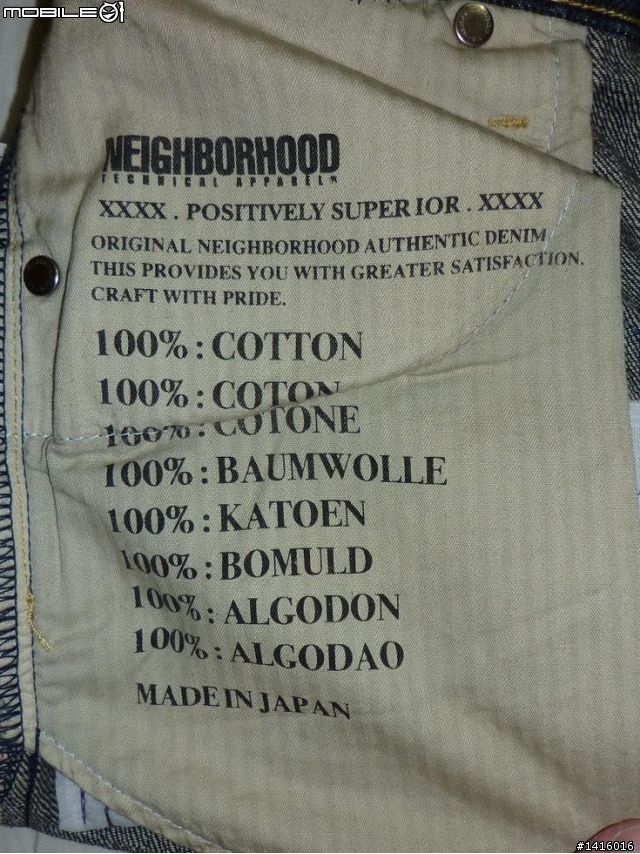 MOBILE01
NEIGHBORHOOD
TECHNICAL APPAREL™
XXXX . POSITIVELY SUPERIOR . XXXX
ORIGINAL NEIGHBORHOOD AUTHENTIC DENIM
THIS PROVIDES YOU WITH GREATER SATISFACTION.
CRAFT WITH PRIDE.
100% : COTTON
100% : COTON
100% : COTONE
100% : BAUMWOLLE
100% : KATOEN
100% : BOMULD
100% : ALGODON
100% : ALGODAO
MADE IN JAPAN
#1416016